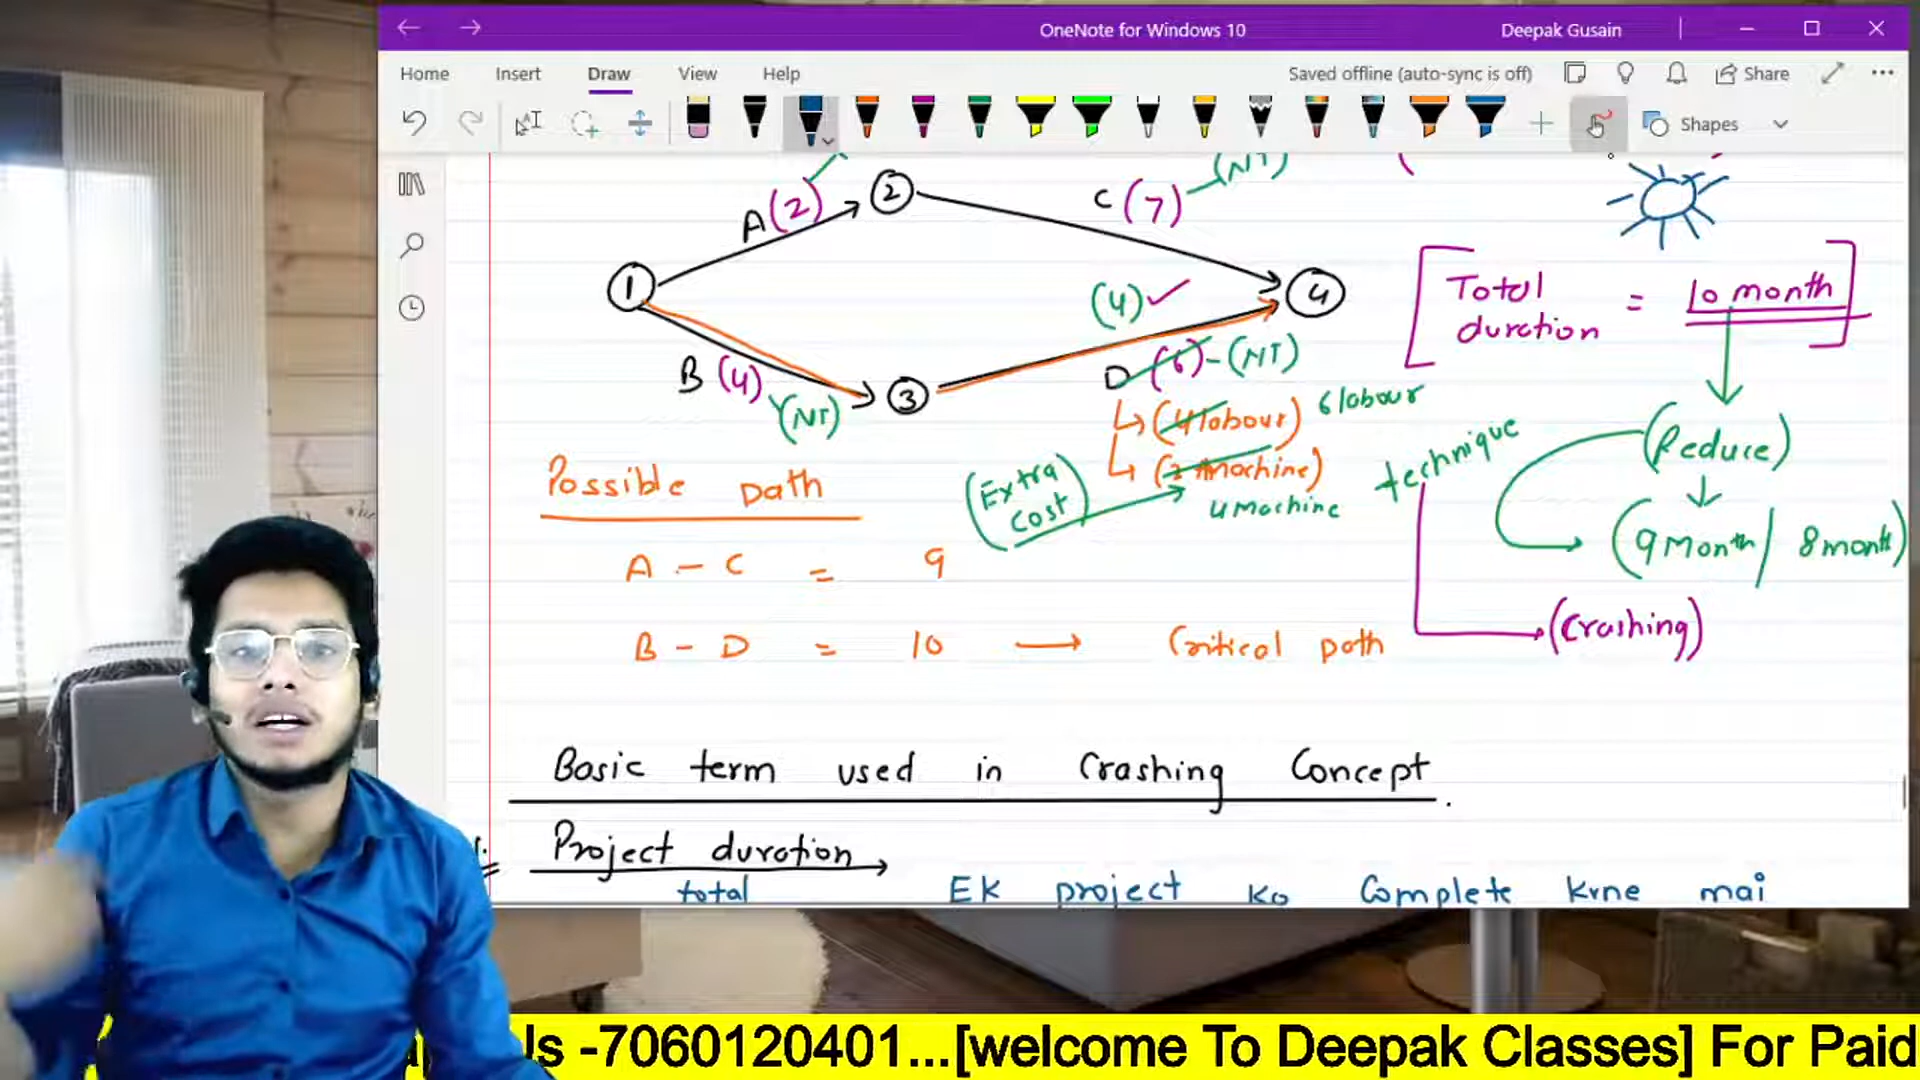 OneNote for Windows 10
Deepak Gusain
Home Insert Draw View Help
Saved offline (auto-sync is off)
Share
Shapes
(NT)
A (2)
2
C (7)
1
4
(4)
D (6) - (NT)
B (4)
(NT)
3
(4 labour)
6 labour
machine)
4 machine
(Extra
Cost)
Total
duration = 10 month
(Reduce)
technique
(9 Month / 8 month)
(Crashing)
Possible Path
A - C = 9
B - D = 10 → Critical path
Basic term used in Crashing Concept.
1. Project duration →
total Ek project ko Complete krne mai
Us -7060120401...[welcome To Deepak Classes] For Paid